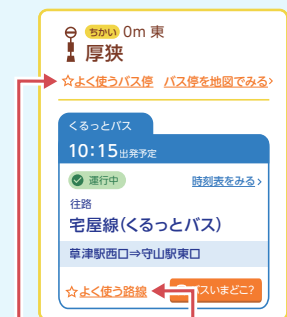 ちかい 0m 東
厚狭
☆よく使うバス停 バス停を地図でみる>
くるっとバス
10:15出発予定
運行中 時刻表をみる>
往路
宅屋線(くるっとバス)
草津駅西口⇒守山駅東口
☆よく使う路線 バスいまどこ?